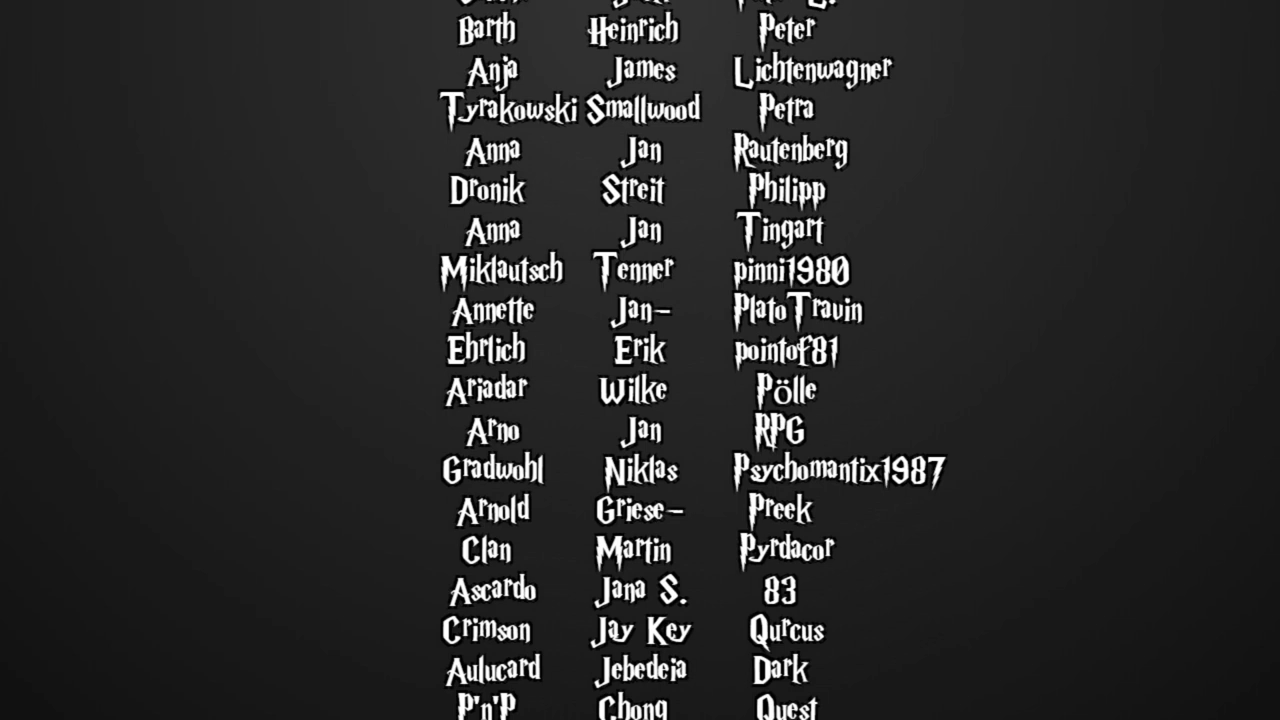 Barth Heinrich Peter
Anja James Lichtenwagner
Tyrakowski Smallwood Petra
Anna Jan Rautenberg
Dronik Streit Philipp
Anna Jan Tingart
Miklautsch Tenner pinni1980
Annette Jan- PlatoTravin
Ehrlich Erik pointof81
Ariadar Wilke Pölle
Arno Jan RPG
Gradwohl Niklas Psychomantix1987
Arnold Griese- Preek
Clan Martin Pyrdacor
Ascardo Jana S. 83
Crimson Jay Key Qurcus
Aulucard Jebedeia Dark
P'n'P Chong Quest